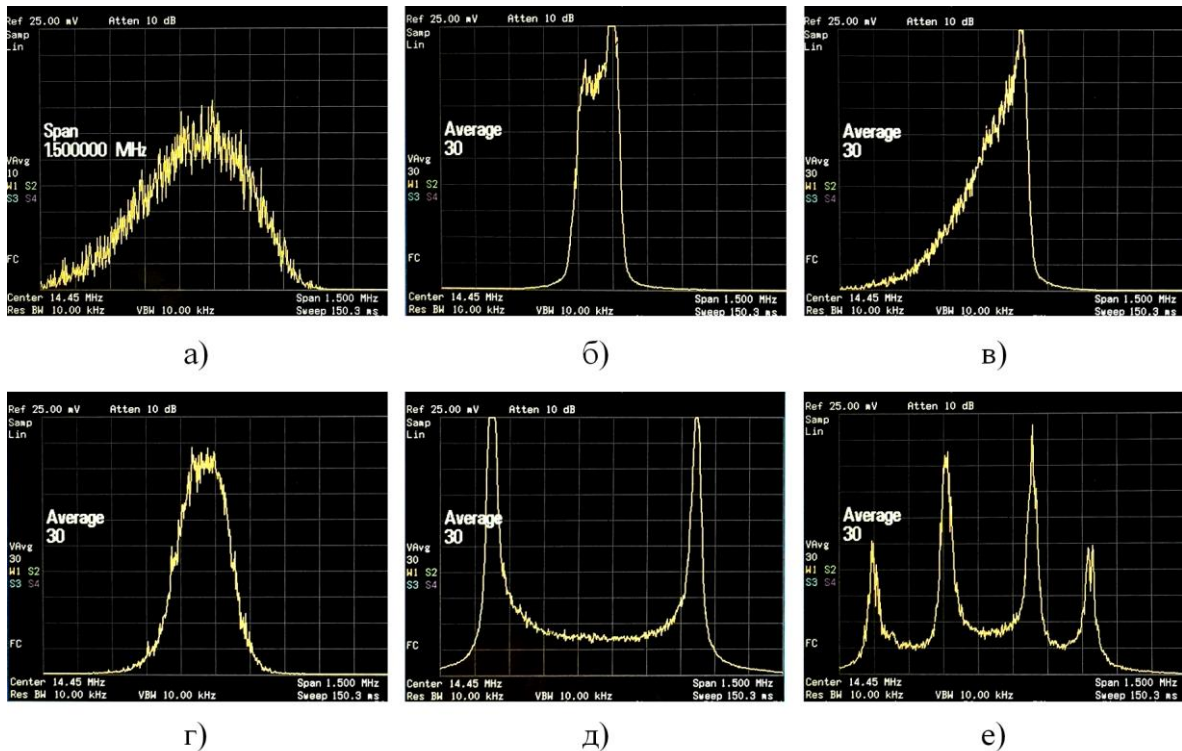 Ref 25.00 mV Atten 10 dB
Samp
Lin
Span
1.500000 MHz
VAvg
10
W1 S2
S3 S4
FC
Center 14.45 MHz Span 1.500 MHz
Res BW 10.00 kHz VBW 10.00 kHz Sweep 150.3 ms
а)
Ref 25.00 mV Atten 10 dB
Samp
Lin
Average
30
VAvg
30
W1 S2
S3 S4
FC
Center 14.45 MHz Span 1.500 MHz
Res BW 10.00 kHz VBW 10.00 kHz Sweep 150.3 ms
б)
Ref 25.00 mV Atten 10 dB
Samp
Lin
Average
30
VAvg
30
W1 S2
S3 S4
FC
Center 14.45 MHz Span 1.500 MHz
Res BW 10.00 kHz VBW 10.00 kHz Sweep 150.3 ms
в)
Ref 25.00 mV Atten 10 dB
Samp
Lin
Average
30
VAvg
30
W1 S2
S3 S4
FC
Center 14.45 MHz Span 1.500 MHz
Res BW 10.00 kHz VBW 10.00 kHz Sweep 150.3 ms
г)
Ref 25.00 mV Atten 10 dB
Samp
Lin
Average
30
VAvg
30
W1 S2
S3 S4
FC
Center 14.45 MHz Span 1.500 MHz
Res BW 10.00 kHz VBW 10.00 kHz Sweep 150.3 ms
д)
Ref 25.00 mV Atten 10 dB
Samp
Lin
Average
30
VAvg
30
W1 S2
S3 S4
FC
Center 14.45 MHz Span 1.500 MHz
Res BW 10.00 kHz VBW 10.00 kHz Sweep 150.3 ms
е)